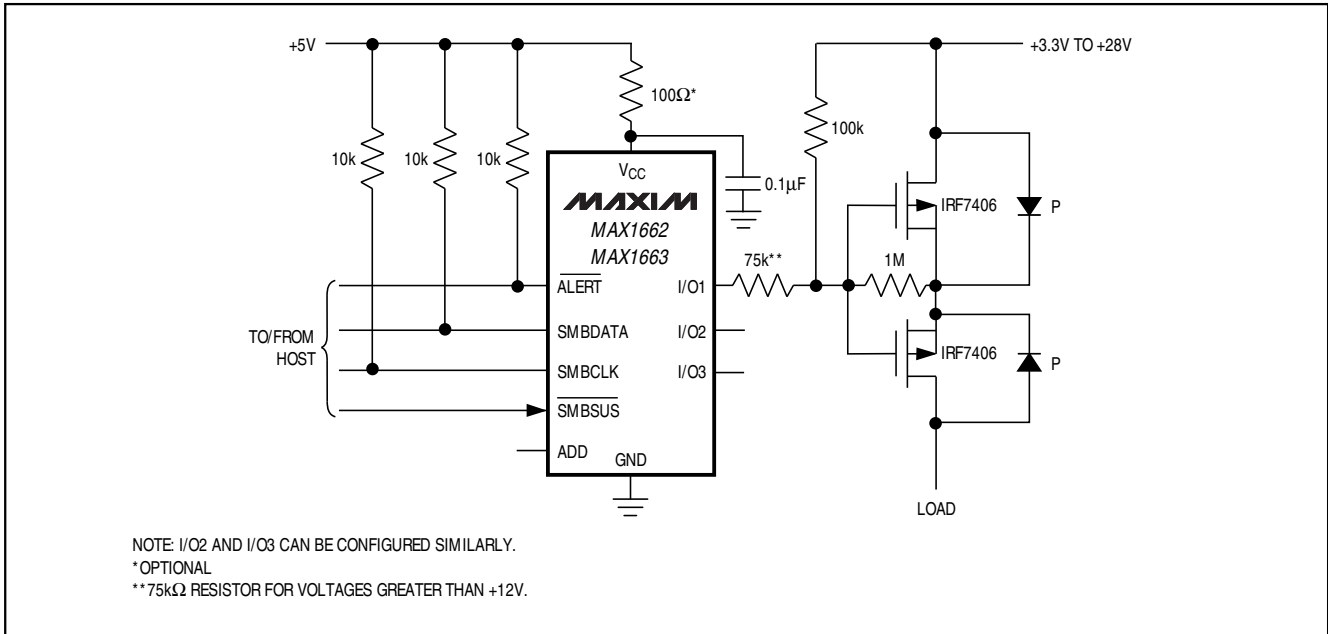 +5V
+3.3V TO +28V
100Ω*
100k
10k
10k
10k
VCC
0.1µF
MAXIM
IRF7406
P
MAX1662
MAX1663
75k**
1M
ALERT
I/O1
TO/FROM
HOST
SMBDATA
I/O2
IRF7406
P
SMBCLK
I/O3
SMBSUS
ADD
GND
LOAD
NOTE: I/O2 AND I/O3 CAN BE CONFIGURED SIMILARLY.
*OPTIONAL
**75kΩ RESISTOR FOR VOLTAGES GREATER THAN +12V.